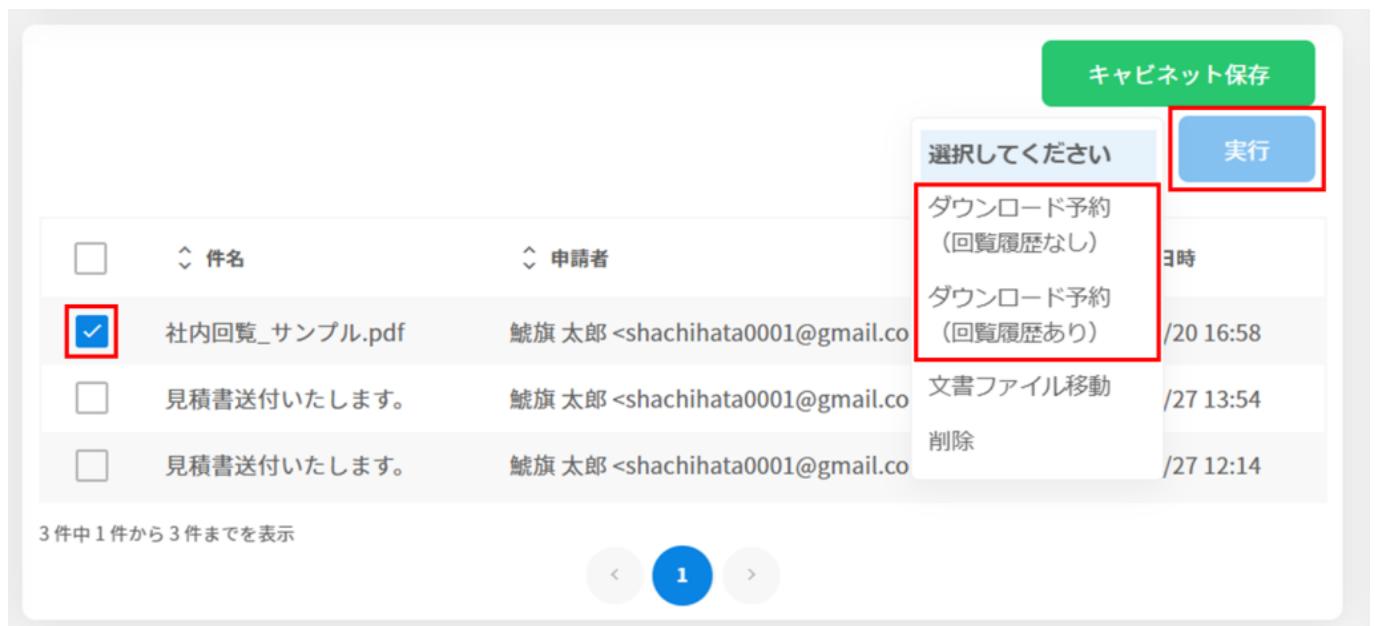 キャビネット保存
選択してください
実行
ダウンロード予約
（回覧履歴なし）
ダウンロード予約
（回覧履歴あり）
文書ファイル移動
削除
件名
申請者
日時
社内回覧_サンプル.pdf
鯱旗 太郎 <shachihata0001@gmail.co
/20 16:58
見積書送付いたします。
鯱旗 太郎 <shachihata0001@gmail.co
/27 13:54
見積書送付いたします。
鯱旗 太郎 <shachihata0001@gmail.co
/27 12:14
3 件中 1 件から 3 件までを表示
1